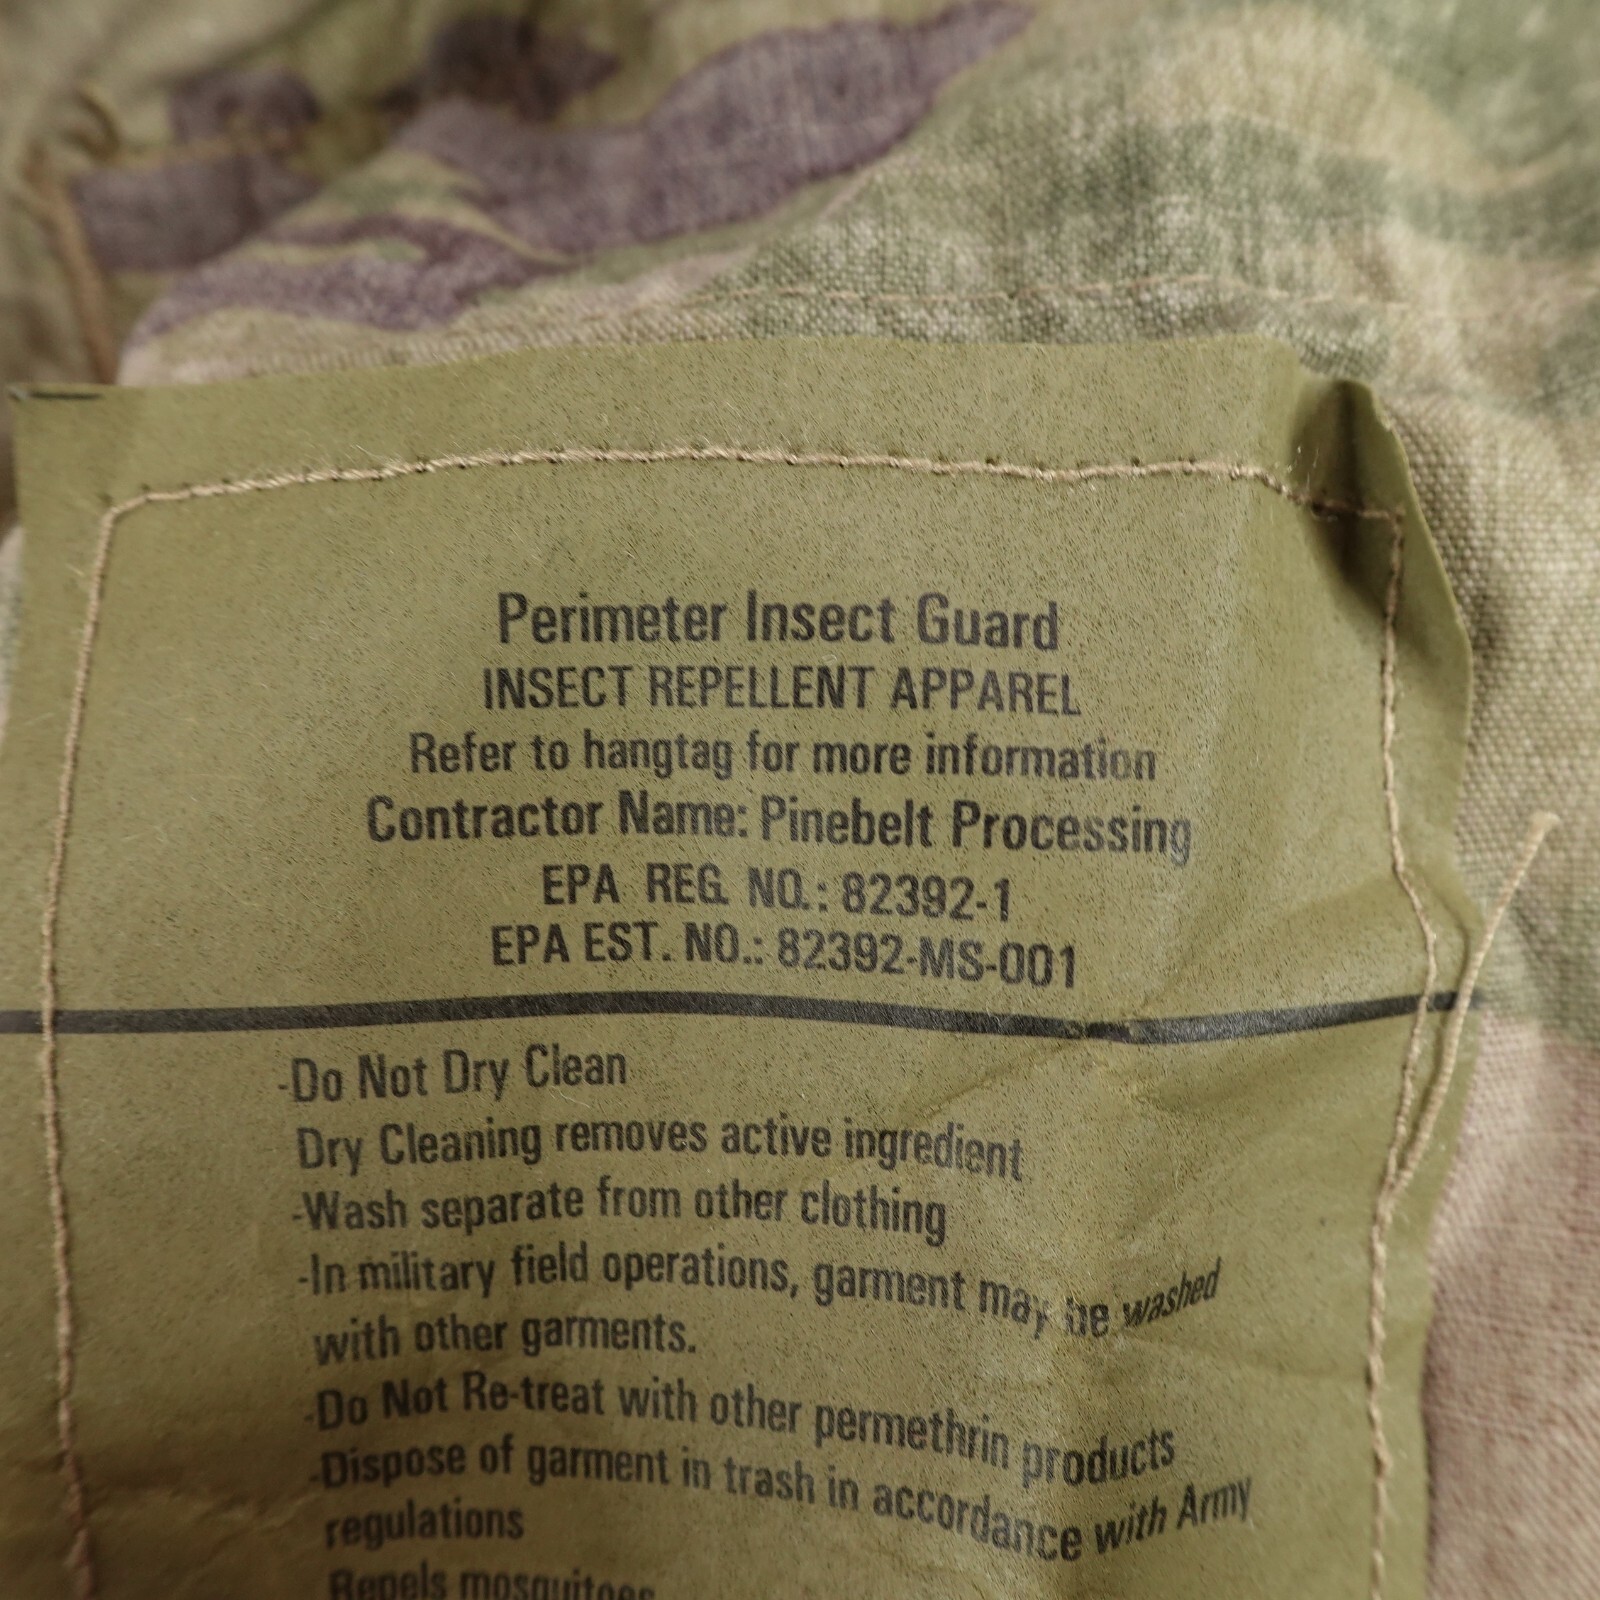 Perimeter Insect Guard
INSECT REPELLENT APPAREL
Refer to hangtag for more information
Contractor Name: Pinebelt Processing
EPA REG. NO.: 82392-1
EPA EST. NO.: 82392-MS-001
-Do Not Dry Clean
Dry Cleaning removes active ingredient
-Wash separate from other clothing
-In military field operations, garment may be washed
with other garments.
-Do Not Re-treat with other permethrin products
-Dispose of garment in trash in accordance with Army
regulations
Repels mosquitoes